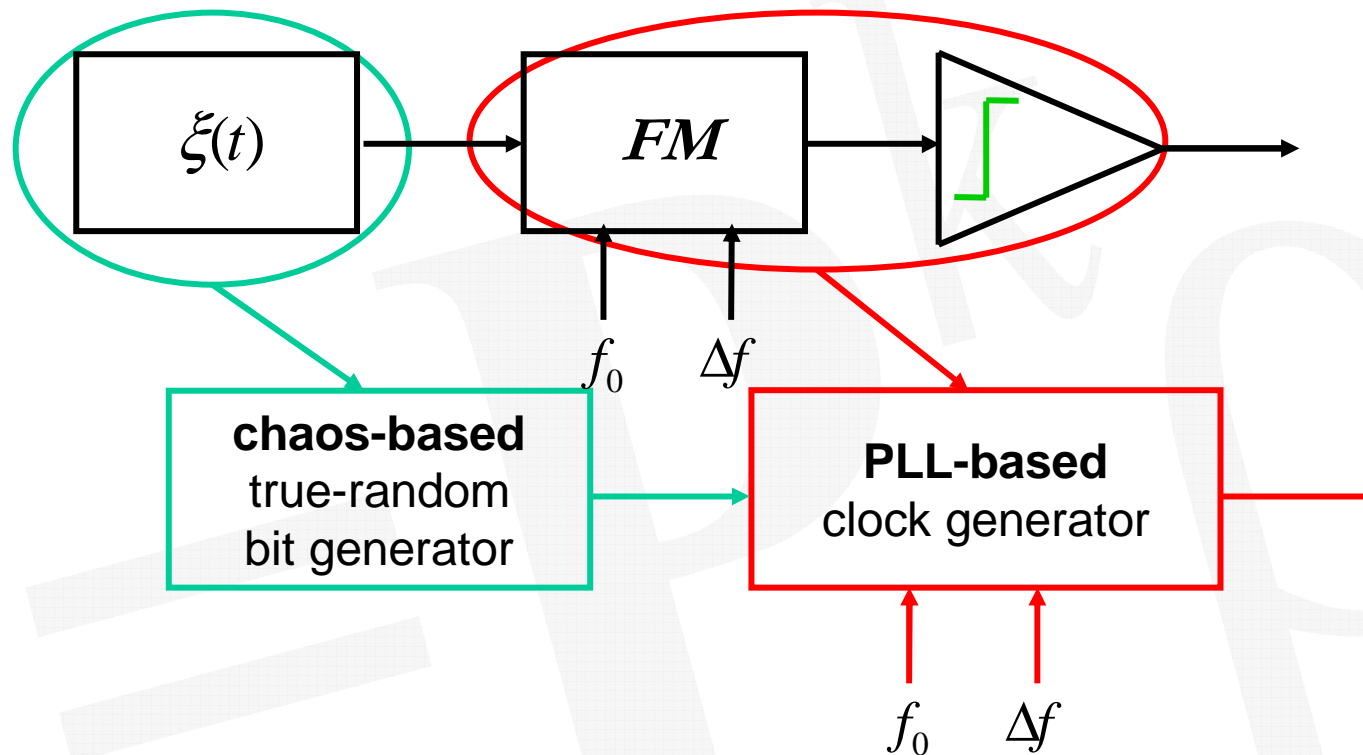 ξ(t)
FM
f₀
Δf
chaos-based
true-random
bit generator
PLL-based
clock generator
f₀
Δf